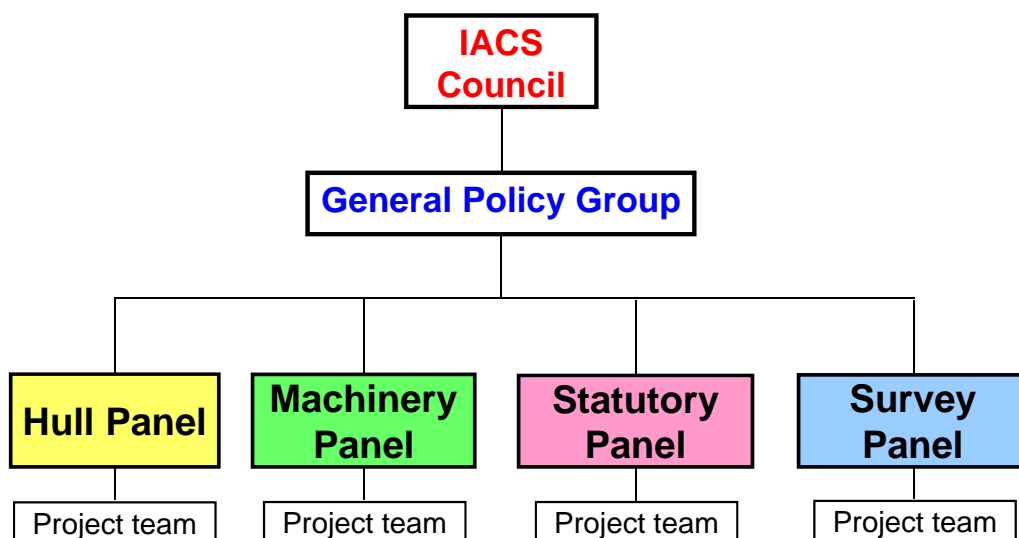 IACS
Council
General Policy Group
Hull Panel
Machinery
Panel
Statutory
Panel
Survey
Panel
Project team
Project team
Project team
Project team